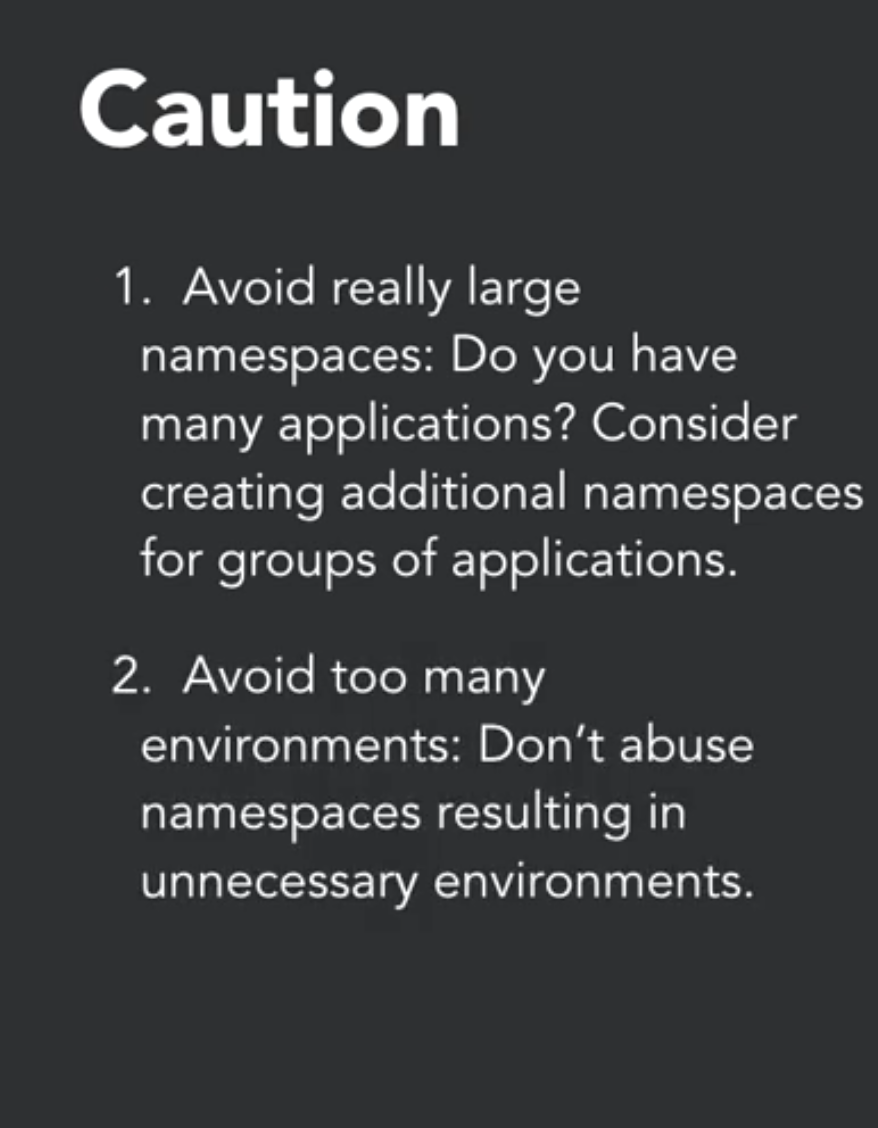 Caution
1. Avoid really large
namespaces: Do you have
many applications? Consider
creating additional namespaces
for groups of applications.
2. Avoid too many
environments: Don’t abuse
namespaces resulting in
unnecessary environments.